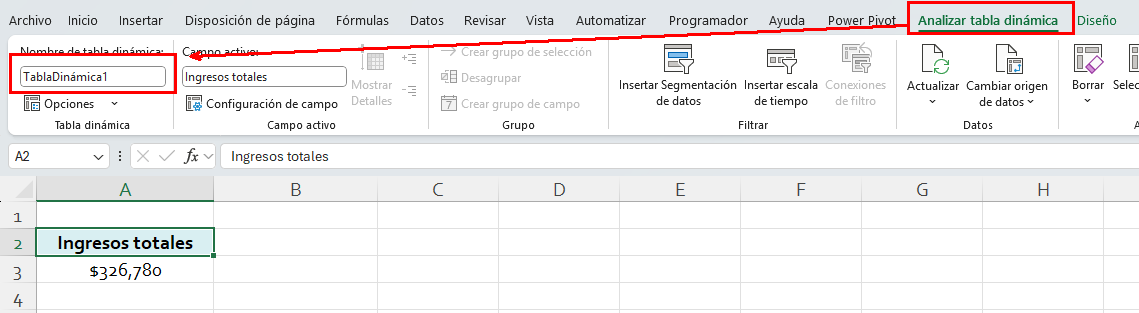 Archivo Inicio Insertar Disposición de página Fórmulas Datos Revisar Vista Automatizar Programador Ayuda Power Pivot Analizar tabla dinámica Diseño
Nombre de tabla dinámica:
TablaDinámica1
Opciones
Tabla dinámica
Campo activo:
Ingresos totales
Configuración de campo
Mostrar
Detalles
Campo activo
Crear grupo de selección
Desagrupar
7 Crear grupo de campo
Grupo
Insertar Segmentación
de datos
Insertar escala
de tiempo
Conexiones
de filtro
Filtrar
Actualizar
Cambiar origen
de datos
Datos
Borrar
Selec
A
A2 fx Ingresos totales
A B C D E F G H
1
2 Ingresos totales
3 $326,780
4